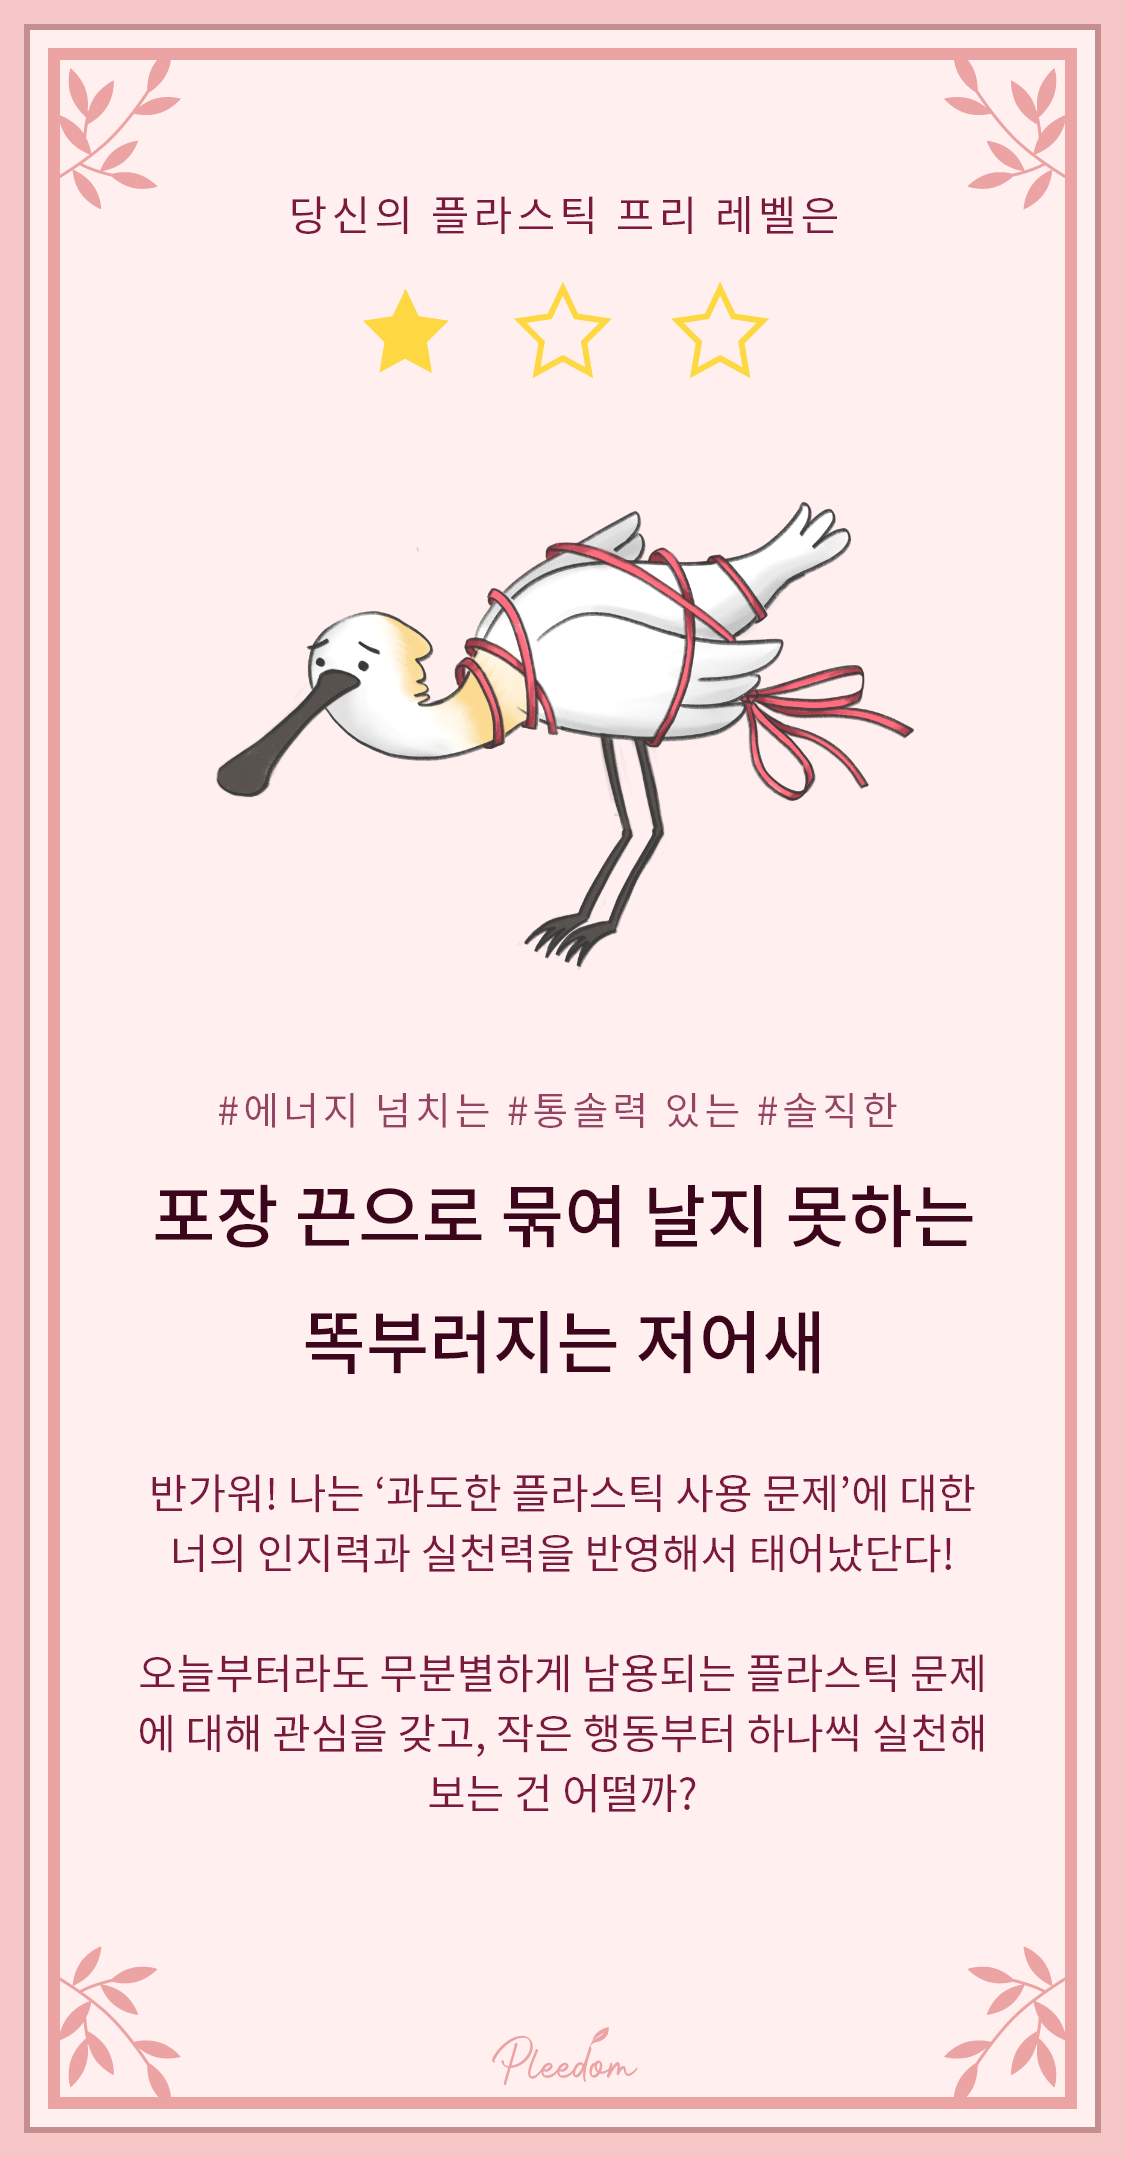 당신의 플라스틱 프리 레벨은
#에너지 넘치는 #통솔력 있는 #솔직한
포장 끈으로 묶여 날지 못하는
똑부러지는 저어새
반가워! 나는 ‘과도한 플라스틱 사용 문제’에 대한
너의 인지력과 실천력을 반영해서 태어났단다!
오늘부터라도 무분별하게 남용되는 플라스틱 문제
에 대해 관심을 갖고, 작은 행동부터 하나씩 실천해
보는 건 어떨까?
Pleedom